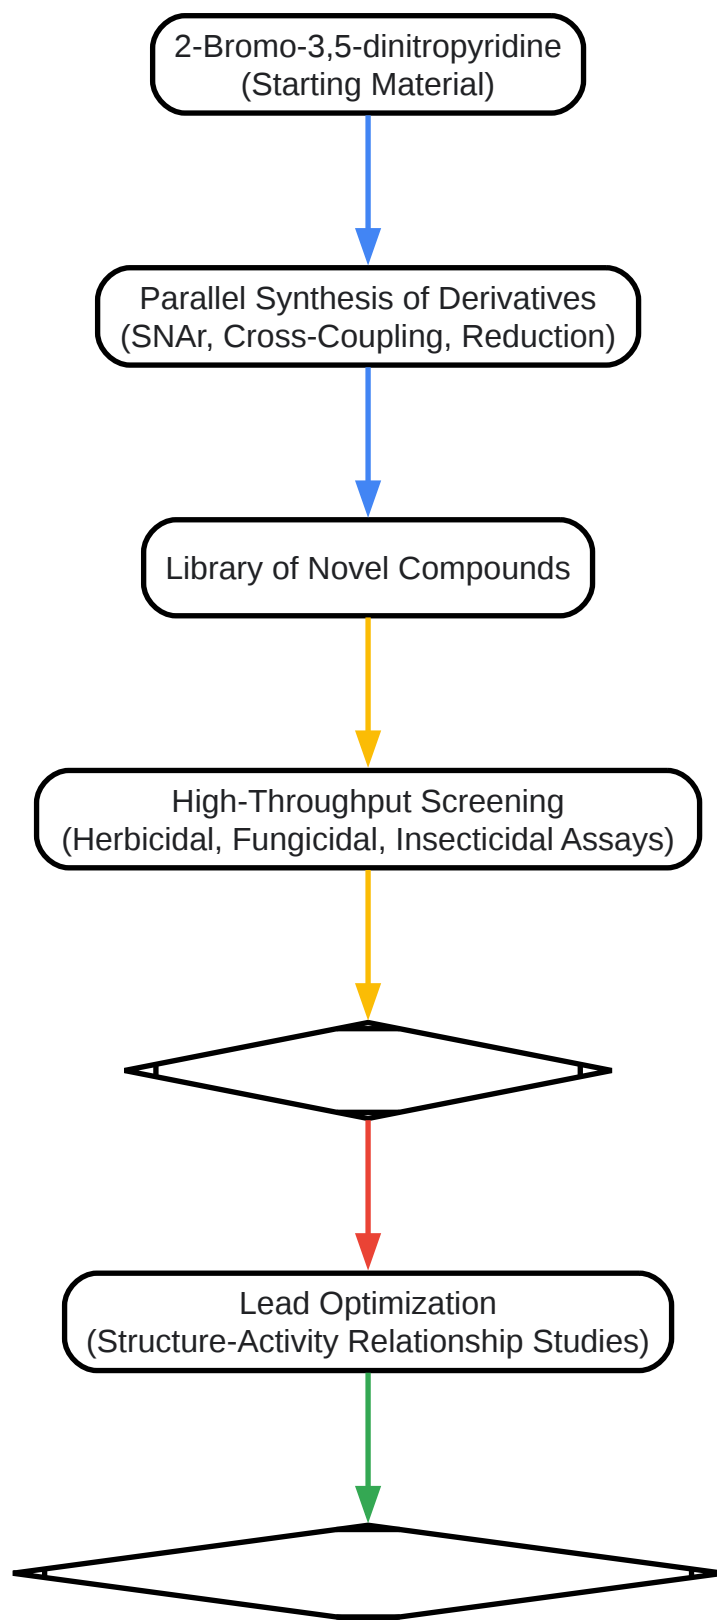 2-Bromo-3,5-dinitropyridine
(Starting Material)
Parallel Synthesis of Derivatives
(SNAr, Cross-Coupling, Reduction)
Library of Novel Compounds
High-Throughput Screening
(Herbicidal, Fungicidal, Insecticidal Assays)
Lead Optimization
(Structure-Activity Relationship Studies)